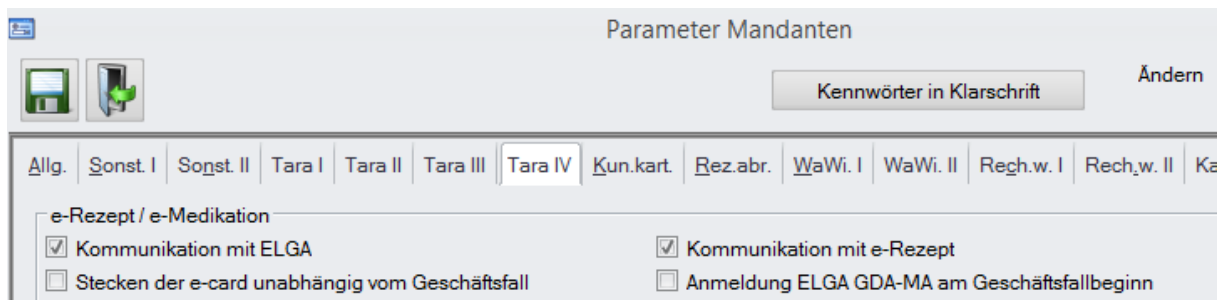 Parameter Mandanten
Kennwörter in Klarschrift Ändern
Allg. Sonst. I Sonst. II Tara I Tara II Tara III Tara IV Kun.kart. Rez.abr. WaWi. I WaWi. II Rech.w. I Rech.w. II Ka
e-Rezept / e-Medikation
Kommunikation mit ELGA Kommunikation mit e-Rezept
Stecken der e-card unabhängig vom Geschäftsfall Anmeldung ELGA GDA-MA am Geschäftsfallbeginn